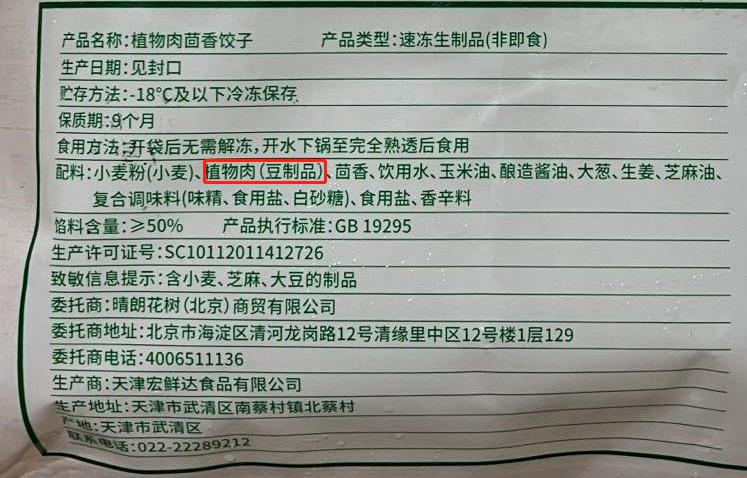 产品名称:植物肉茴香饺子 产品类型:速冻生制品(非即食)
生产日期:见封口
贮存方法:-18℃及以下冷冻保存
保质期:9个月
食用方法:开袋后无需解冻,开水下锅至完全熟透后食用
配料:小麦粉(小麦)、植物肉(豆制品)、茴香、饮用水、玉米油、酿造酱油、大葱、生姜、芝麻油、
复合调味料(味精、食用盐、白砂糖)、食用盐、香辛料
馅料含量:≥50% 产品执行标准:GB 19295
生产许可证号:SC10112011412726
致敏信息提示:含小麦、芝麻、大豆的制品
委托商:晴朗花树(北京)商贸有限公司
委托商地址:北京市海淀区清河龙岗路12号清缘里中区12号楼1层129
委托商电话:4006511136
生产商:天津宏鲜达食品有限公司
生产地址:天津市武清区南蔡村镇北蔡村
产地:天津市武清区
联系电话:022-22289212